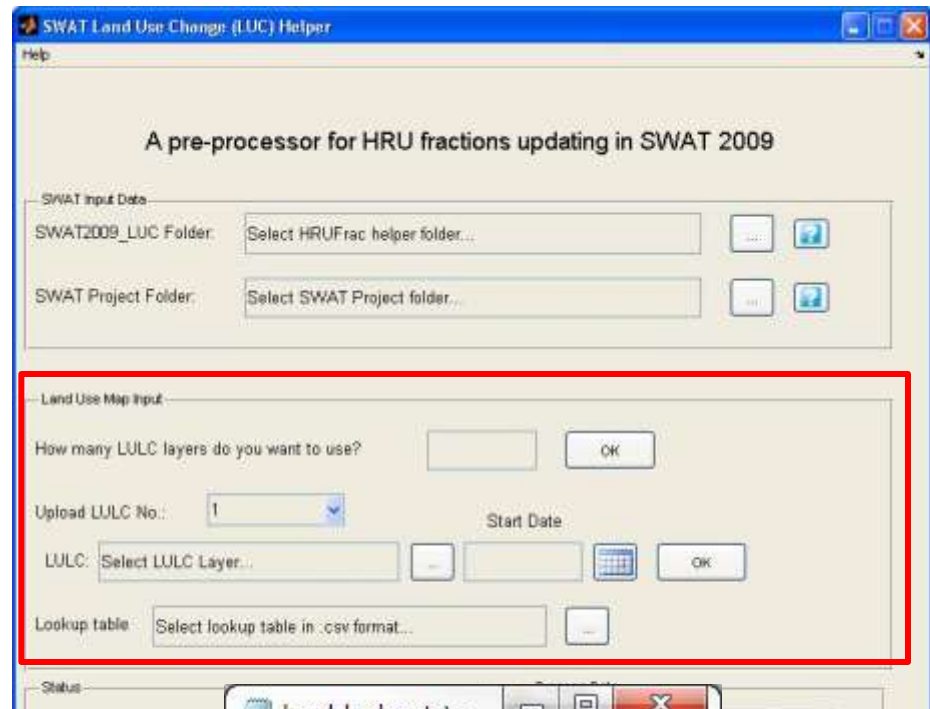 SWAT Land Use Change (LUC) Helper
Help
A pre-processor for HRU fractions updating in SWAT 2009
SWAT Input Data
SWAT2009_LUC Folder: Select HRUFrac helper folder... ...
SWAT Project Folder: Select SWAT Project folder... ...
Land Use Map Input
How many LULC layers do you want to use? OK
Upload LULC No.: 1
Start Date
LULC: Select LULC Layer... ... OK
Lookup table Select lookup table in .csv format... ...
Status